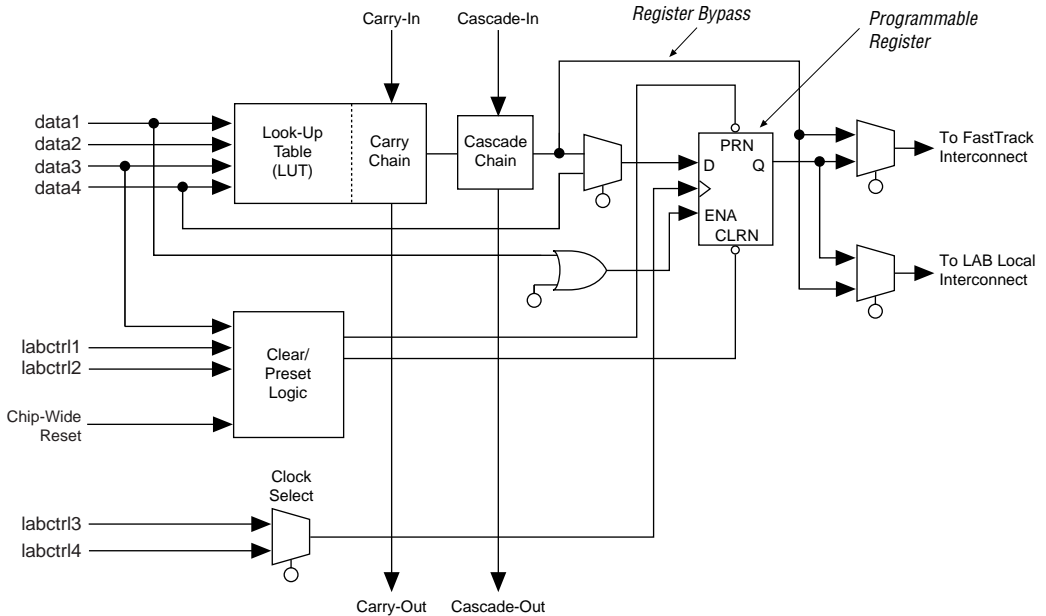 Carry-In
Cascade-In
Register Bypass
Programmable
Register
data1
data2
data3
data4
Look-Up
Table
(LUT)
Carry
Chain
Cascade
Chain
PRN
D
Q
ENA
CLRN
To FastTrack
Interconnect
To LAB Local
Interconnect
labctrl1
labctrl2
Clear/
Preset
Logic
Chip-Wide
Reset
Clock
Select
labctrl3
labctrl4
Carry-Out
Cascade-Out